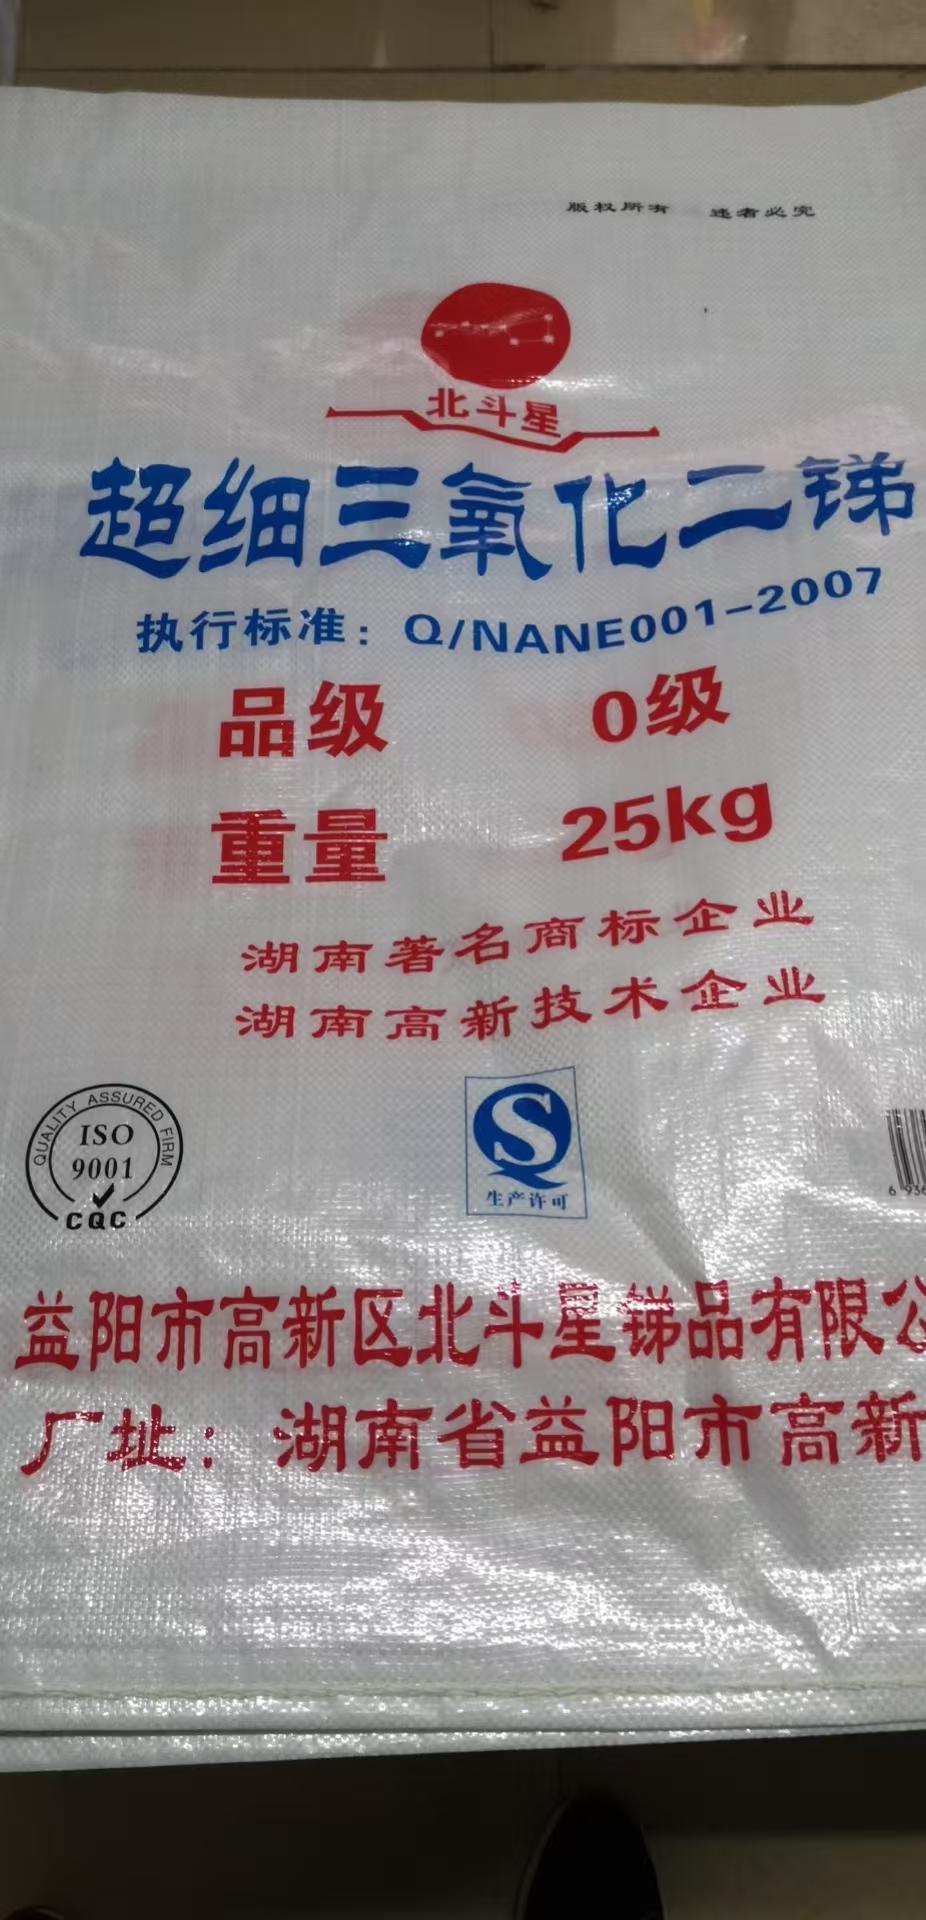 版权所有 违者必究
北斗星
超细三氧化二锑
执行标准：Q/NANE001-2007
品级 0级
重量 25kg
湖南著名商标企业
湖南高新技术企业
QUALITY ASSURED FIRM
ISO
9001
CQC
生产许可
6 936
益阳市高新区北斗星锑品有限公
厂址：湖南省益阳市高新